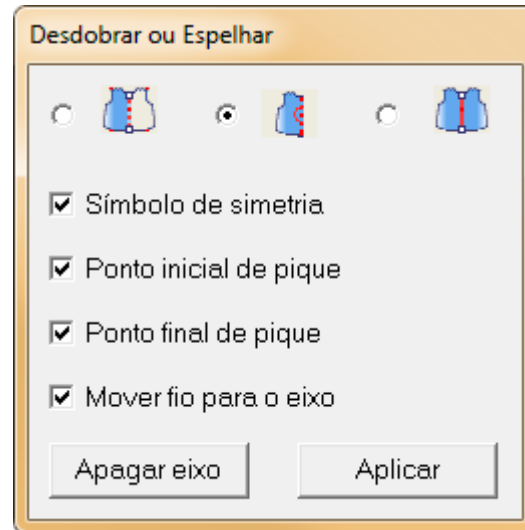 Desdobrar ou Espelhar
Símbolo de simetria
Ponto inicial de pique
Ponto final de pique
Mover fio para o eixo
Apagar eixo
Aplicar